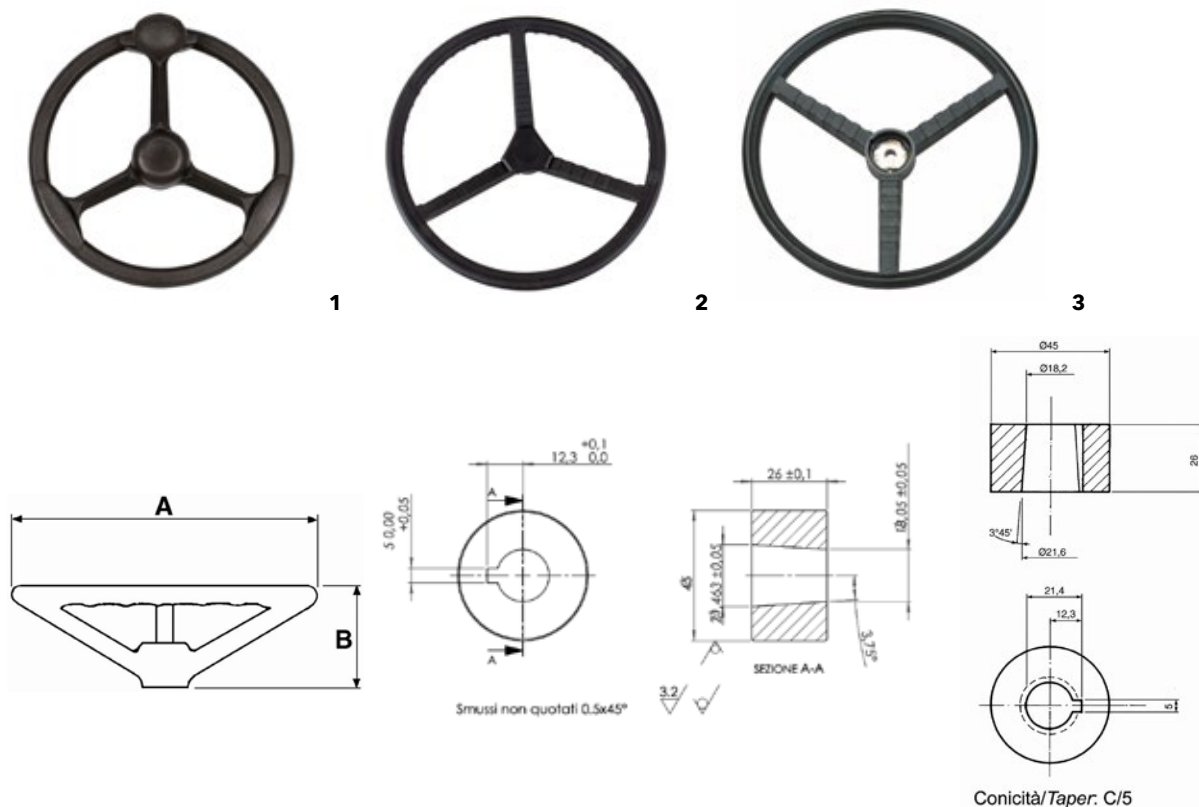 1
2
3
A
B
+0,1
12,3 0,0
5 0,00
+0,05
A
A
Smussi non quotati 0.5x45°
26 ±0,1
45
±0,05
3,75°
SEZIONE A-A
3.2
Ø45
Ø18,2
26
3°45'
Ø21,6
21,4
12,3
5
Conicità/Taper: C/5